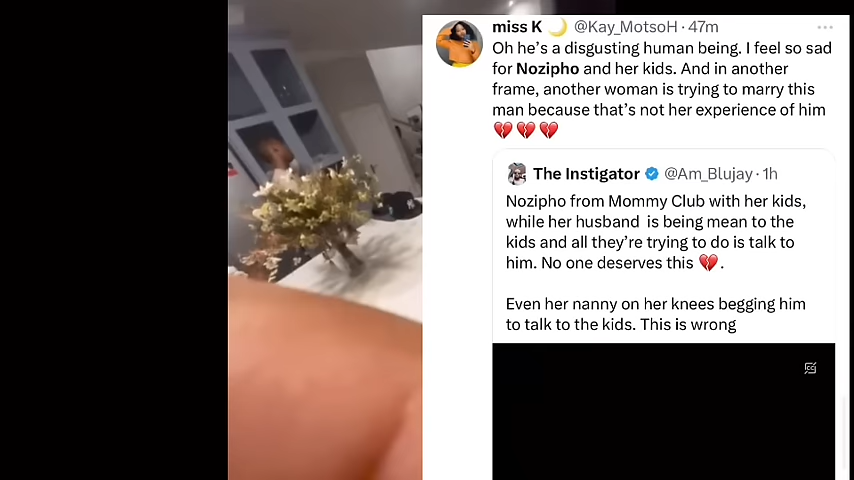 miss K 🌙 @Kay_MotsoH · 47m
Oh he's a disgusting human being. I feel so sad
for Nozipho and her kids. And in another
frame, another woman is trying to marry this
man because that's not her experience of him
💔💔💔
The Instigator @Am_Blujay · 1h
Nozipho from Mommy Club with her kids,
while her husband is being mean to the
kids and all they're trying to do is talk to
him. No one deserves this 💔.
Even her nanny on her knees begging him
to talk to the kids. This is wrong
CC